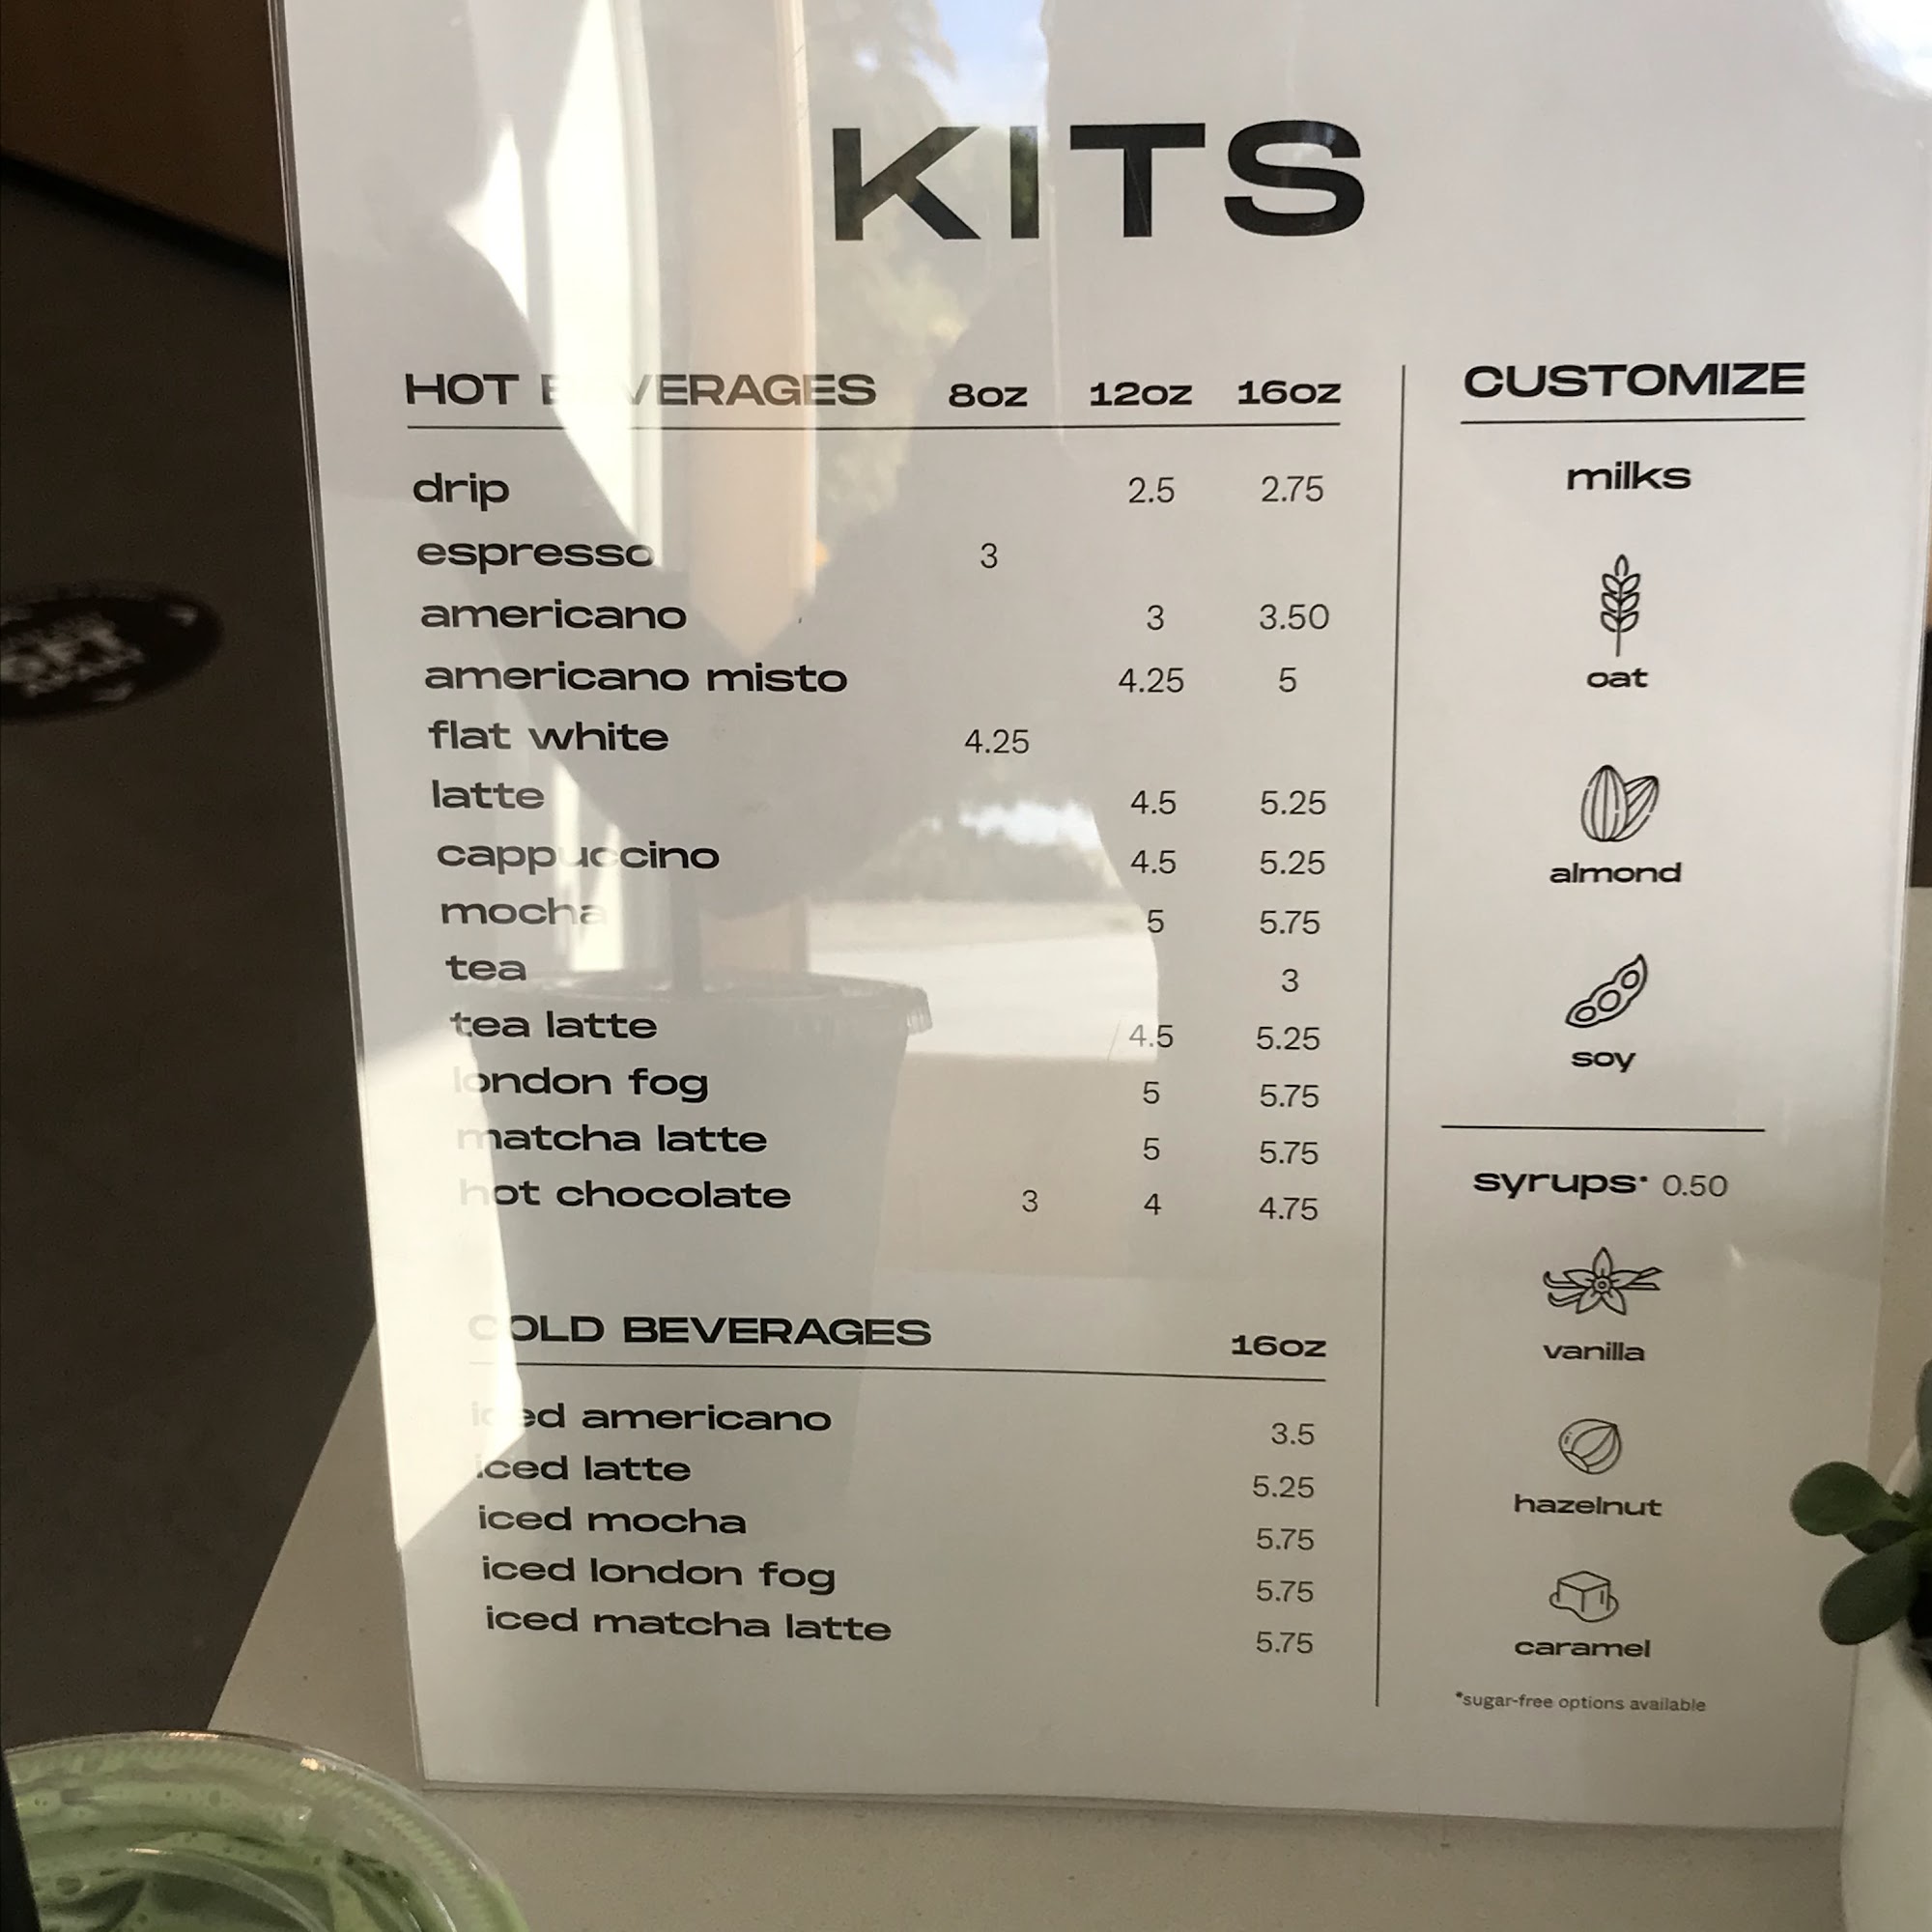 KITS
HOT BEVERAGES 8oz 12oz 16oz
drip 2.5 2.75
espresso 3
americano 3 3.50
americano misto 4.25 5
flat white 4.25
latte 4.5 5.25
cappuccino 4.5 5.25
mocha 5 5.75
tea 3
tea latte 4.5 5.25
london fog 5 5.75
matcha latte 5 5.75
hot chocolate 3 4 4.75
COLD BEVERAGES 16oz
iced americano 3.5
iced latte 5.25
iced mocha 5.75
iced london fog 5.75
iced matcha latte 5.75
CUSTOMIZE
milks
oat
almond
soy
syrups* 0.50
vanilla
hazelnut
caramel
*sugar-free options available